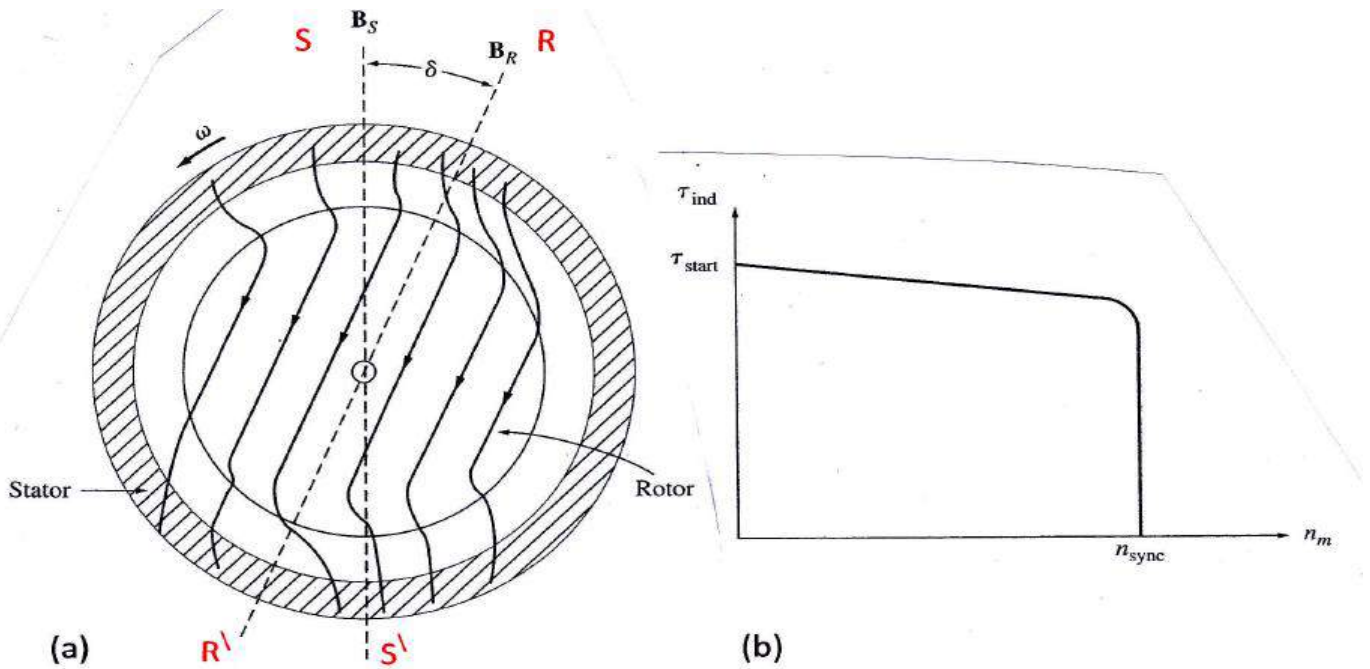 S
B_S
B_R
R
δ
ω
Stator
Rotor
(a)
R\
S\
τ_ind
τ_start
n_sync
n_m
(b)